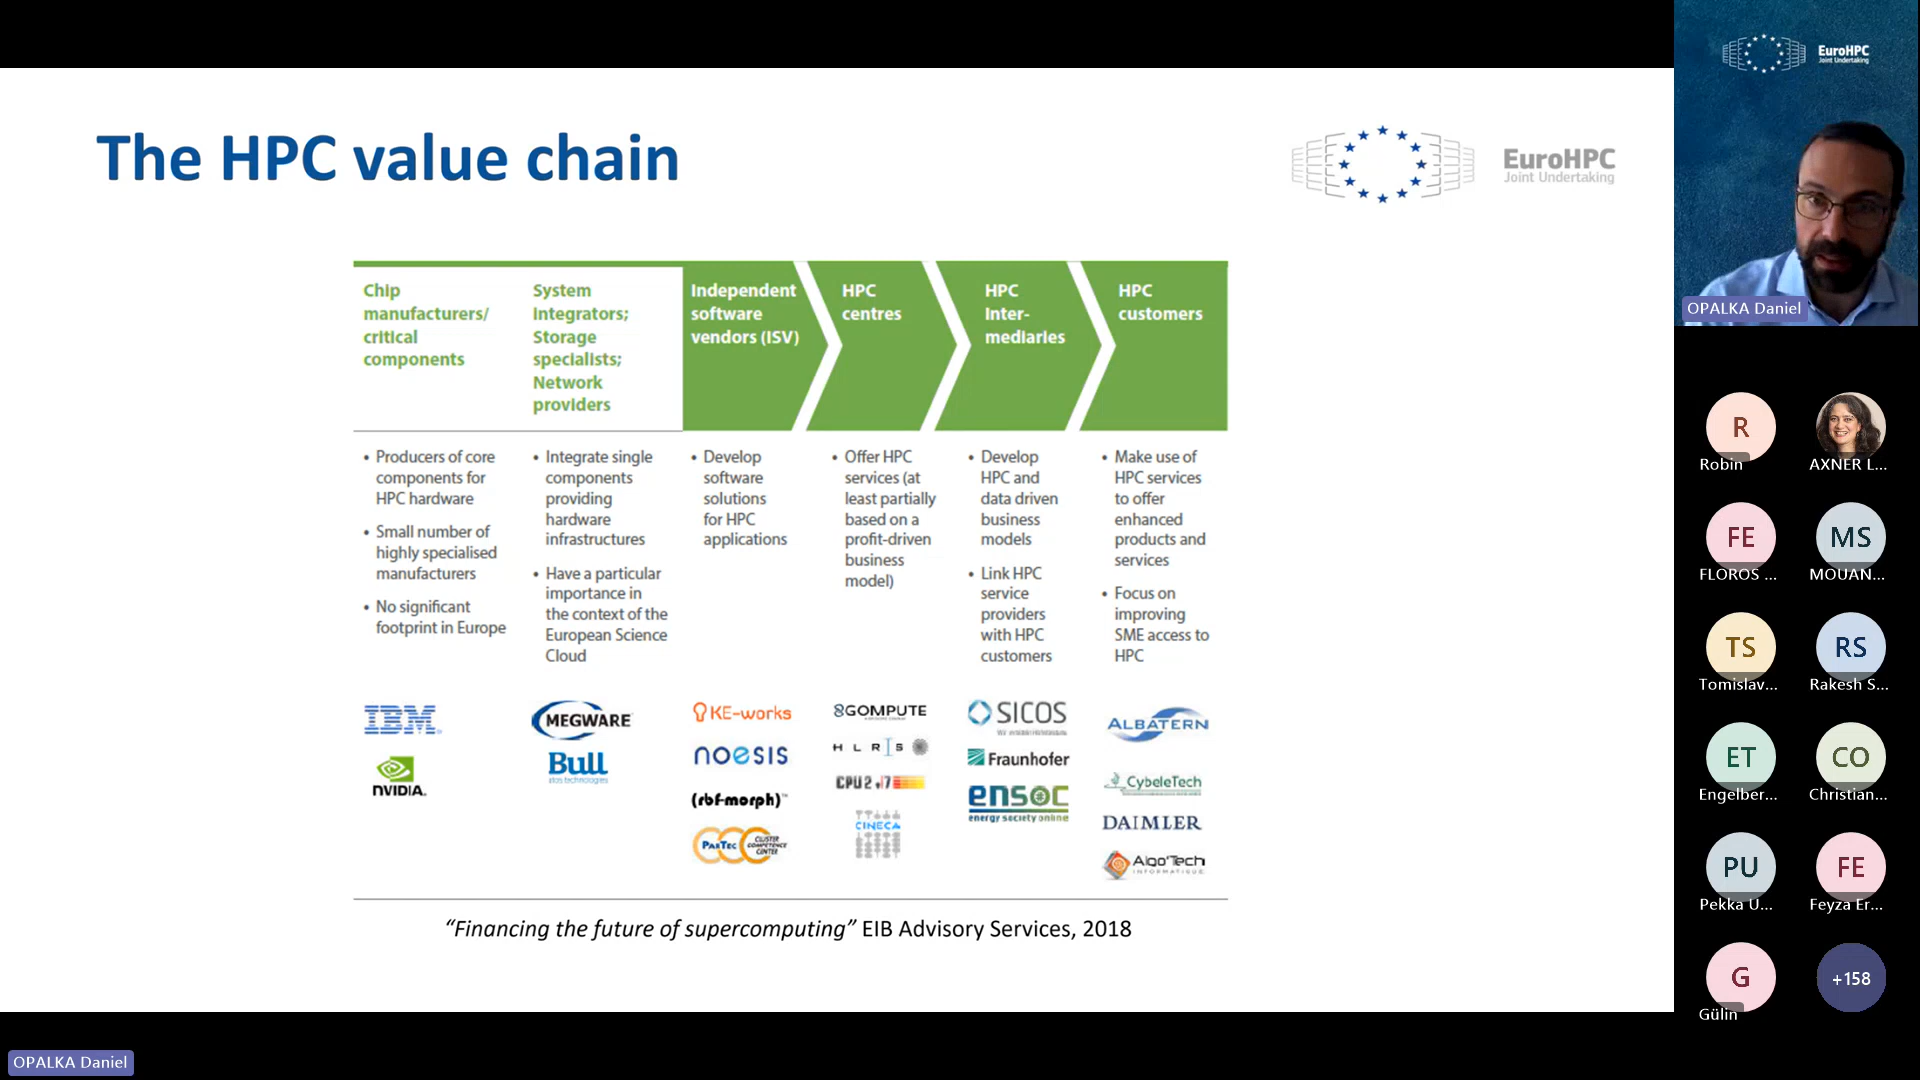 The HPC value chain
EuroHPC
Joint Undertaking
Chip
manufacturers/
critical
components
System
Integrators;
Storage
specialists;
Network
providers
Independent
software
vendors (ISV)
HPC
centres
HPC
Inter-
mediaries
HPC
customers
• Producers of core
components for
HPC hardware
• Small number of
highly specialised
manufacturers
• No significant
footprint in Europe
• Integrate single
components
providing
hardware
infrastructures
• Have a particular
importance in
the context of the
European Science
Cloud
• Develop
software
solutions
for HPC
applications
• Offer HPC
services (at
least partially
based on a
profit-driven
business
model)
• Develop
HPC and
data driven
business
models
• Link HPC
service
providers
with HPC
customers
• Make use of
HPC services
to offer
enhanced
products and
services
• Focus on
improving
SME access to
HPC
IBM
NVIDIA
MEGWARE
Bull
atos technologies
KE-works
noesis
(rbf-morph)™
ParTec
CLUSTER
COMPETENCE
CENTER
GOMPUTE
HLRIS
CPU 24/7
CINECA
SICOS
Fraunhofer
ensoc
energy society online
ALBATERN
CybeleTech
DAIMLER
Algo'Tech
INFORMATIQUE
“Financing the future of supercomputing” EIB Advisory Services, 2018
EuroHPC
Joint Undertaking
OPALKA Daniel
R
Robin
AXNER L...
FE
FLOROS ...
MS
MOUAN...
TS
Tomislav...
RS
Rakesh S...
ET
Engelber...
CO
Christian...
PU
Pekka U...
FE
Feyza Er...
G
Gülin
+158
OPALKA Daniel